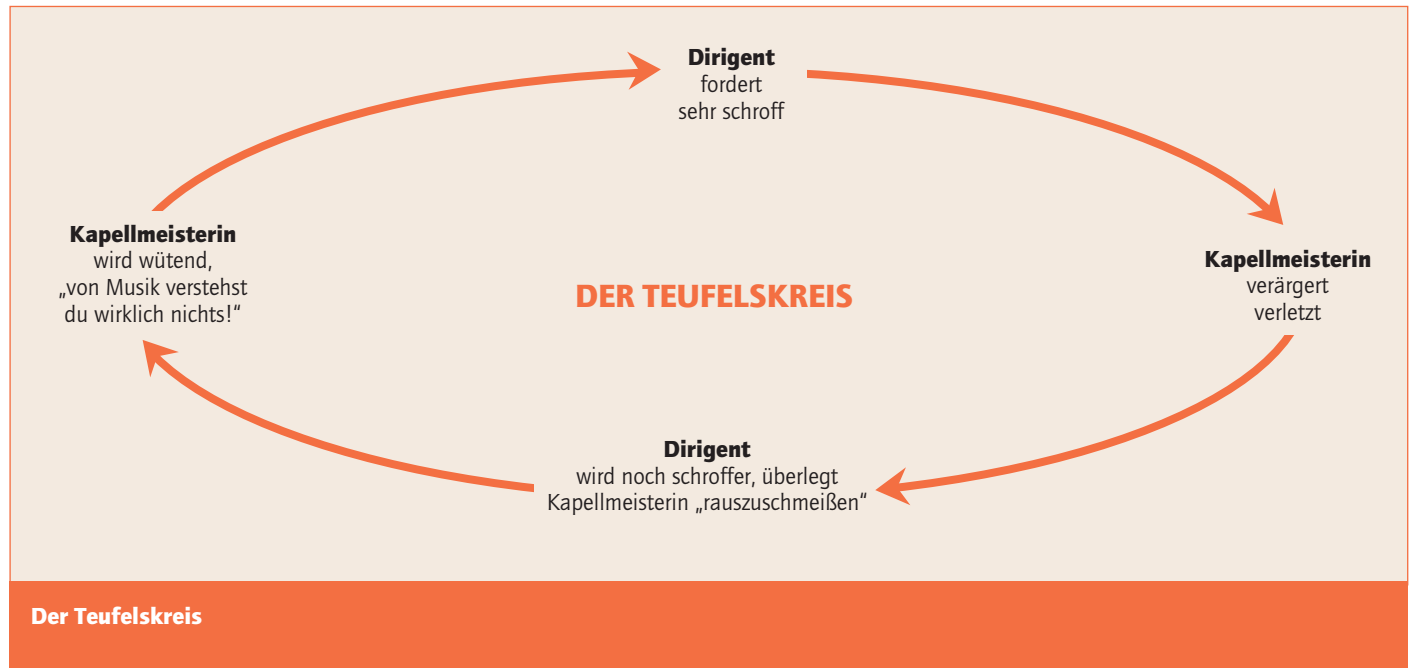 Dirigent
fordert
sehr schroff
Kapellmeisterin
verärgert
verletzt
Dirigent
wird noch schroffer, überlegt
Kapellmeisterin „rauszuschmeißen“
Kapellmeisterin
wird wütend,
„von Musik verstehst
du wirklich nichts!“
DER TEUFELSKREIS
Der Teufelskreis